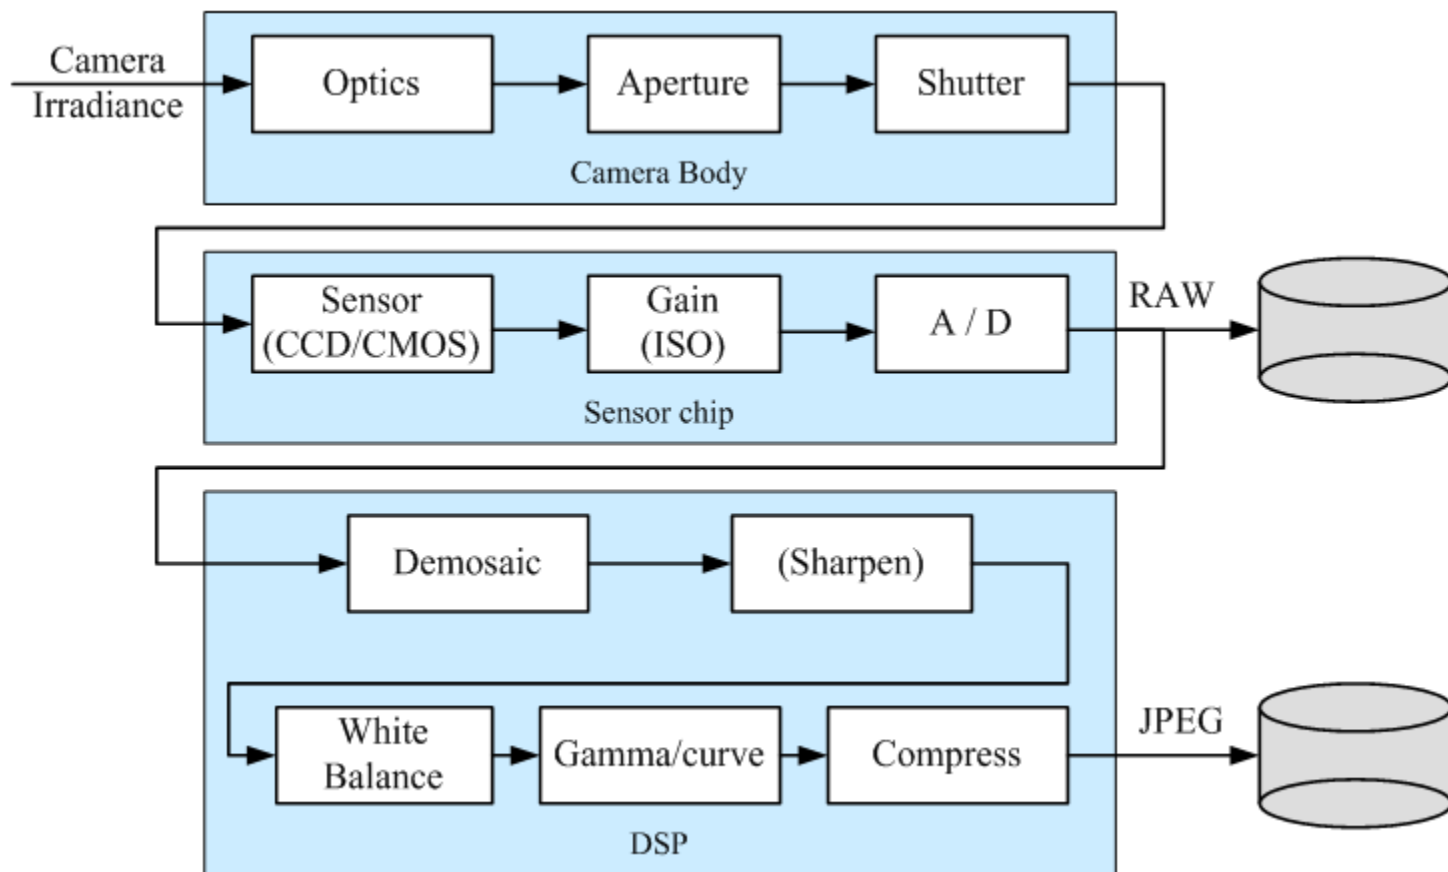 Camera
Irradiance
Optics
Aperture
Shutter
Camera Body
Sensor
(CCD/CMOS)
Gain
(ISO)
A / D
RAW
Sensor chip
Demosaic
(Sharpen)
White
Balance
Gamma/curve
Compress
JPEG
DSP